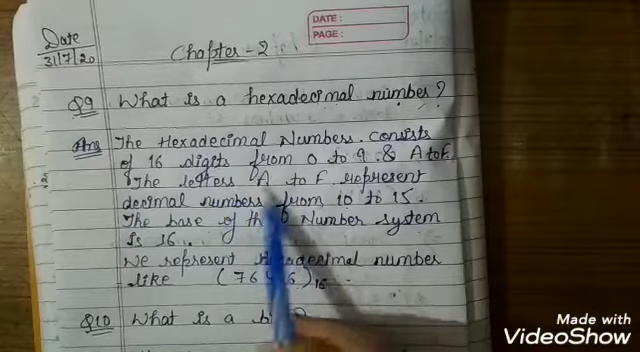 DATE:
PAGE:
Date
31/7/20
Chapter - 2
Q9 What is a hexadecimal number?
Ans The Hexadecimal Numbers. consists
of 16 digits from 0 to 9 & A to F.
The letters A to F represent
decimal numbers from 10 to 15.
The base of the Number system
is 16.
We represent number
like (76 6)16
Q10 What is a
Made with
VideoShow